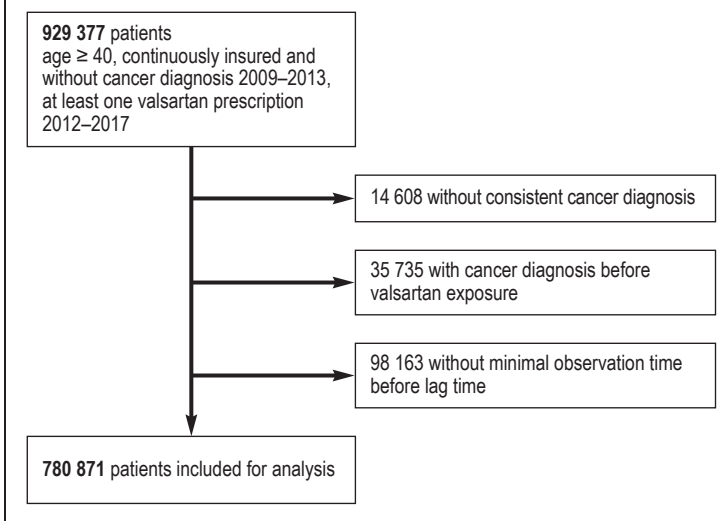 929 377 patients
age ≥ 40, continuously insured and
without cancer diagnosis 2009–2013,
at least one valsartan prescription
2012–2017
14 608 without consistent cancer diagnosis
35 735 with cancer diagnosis before
valsartan exposure
98 163 without minimal observation time
before lag time
780 871 patients included for analysis